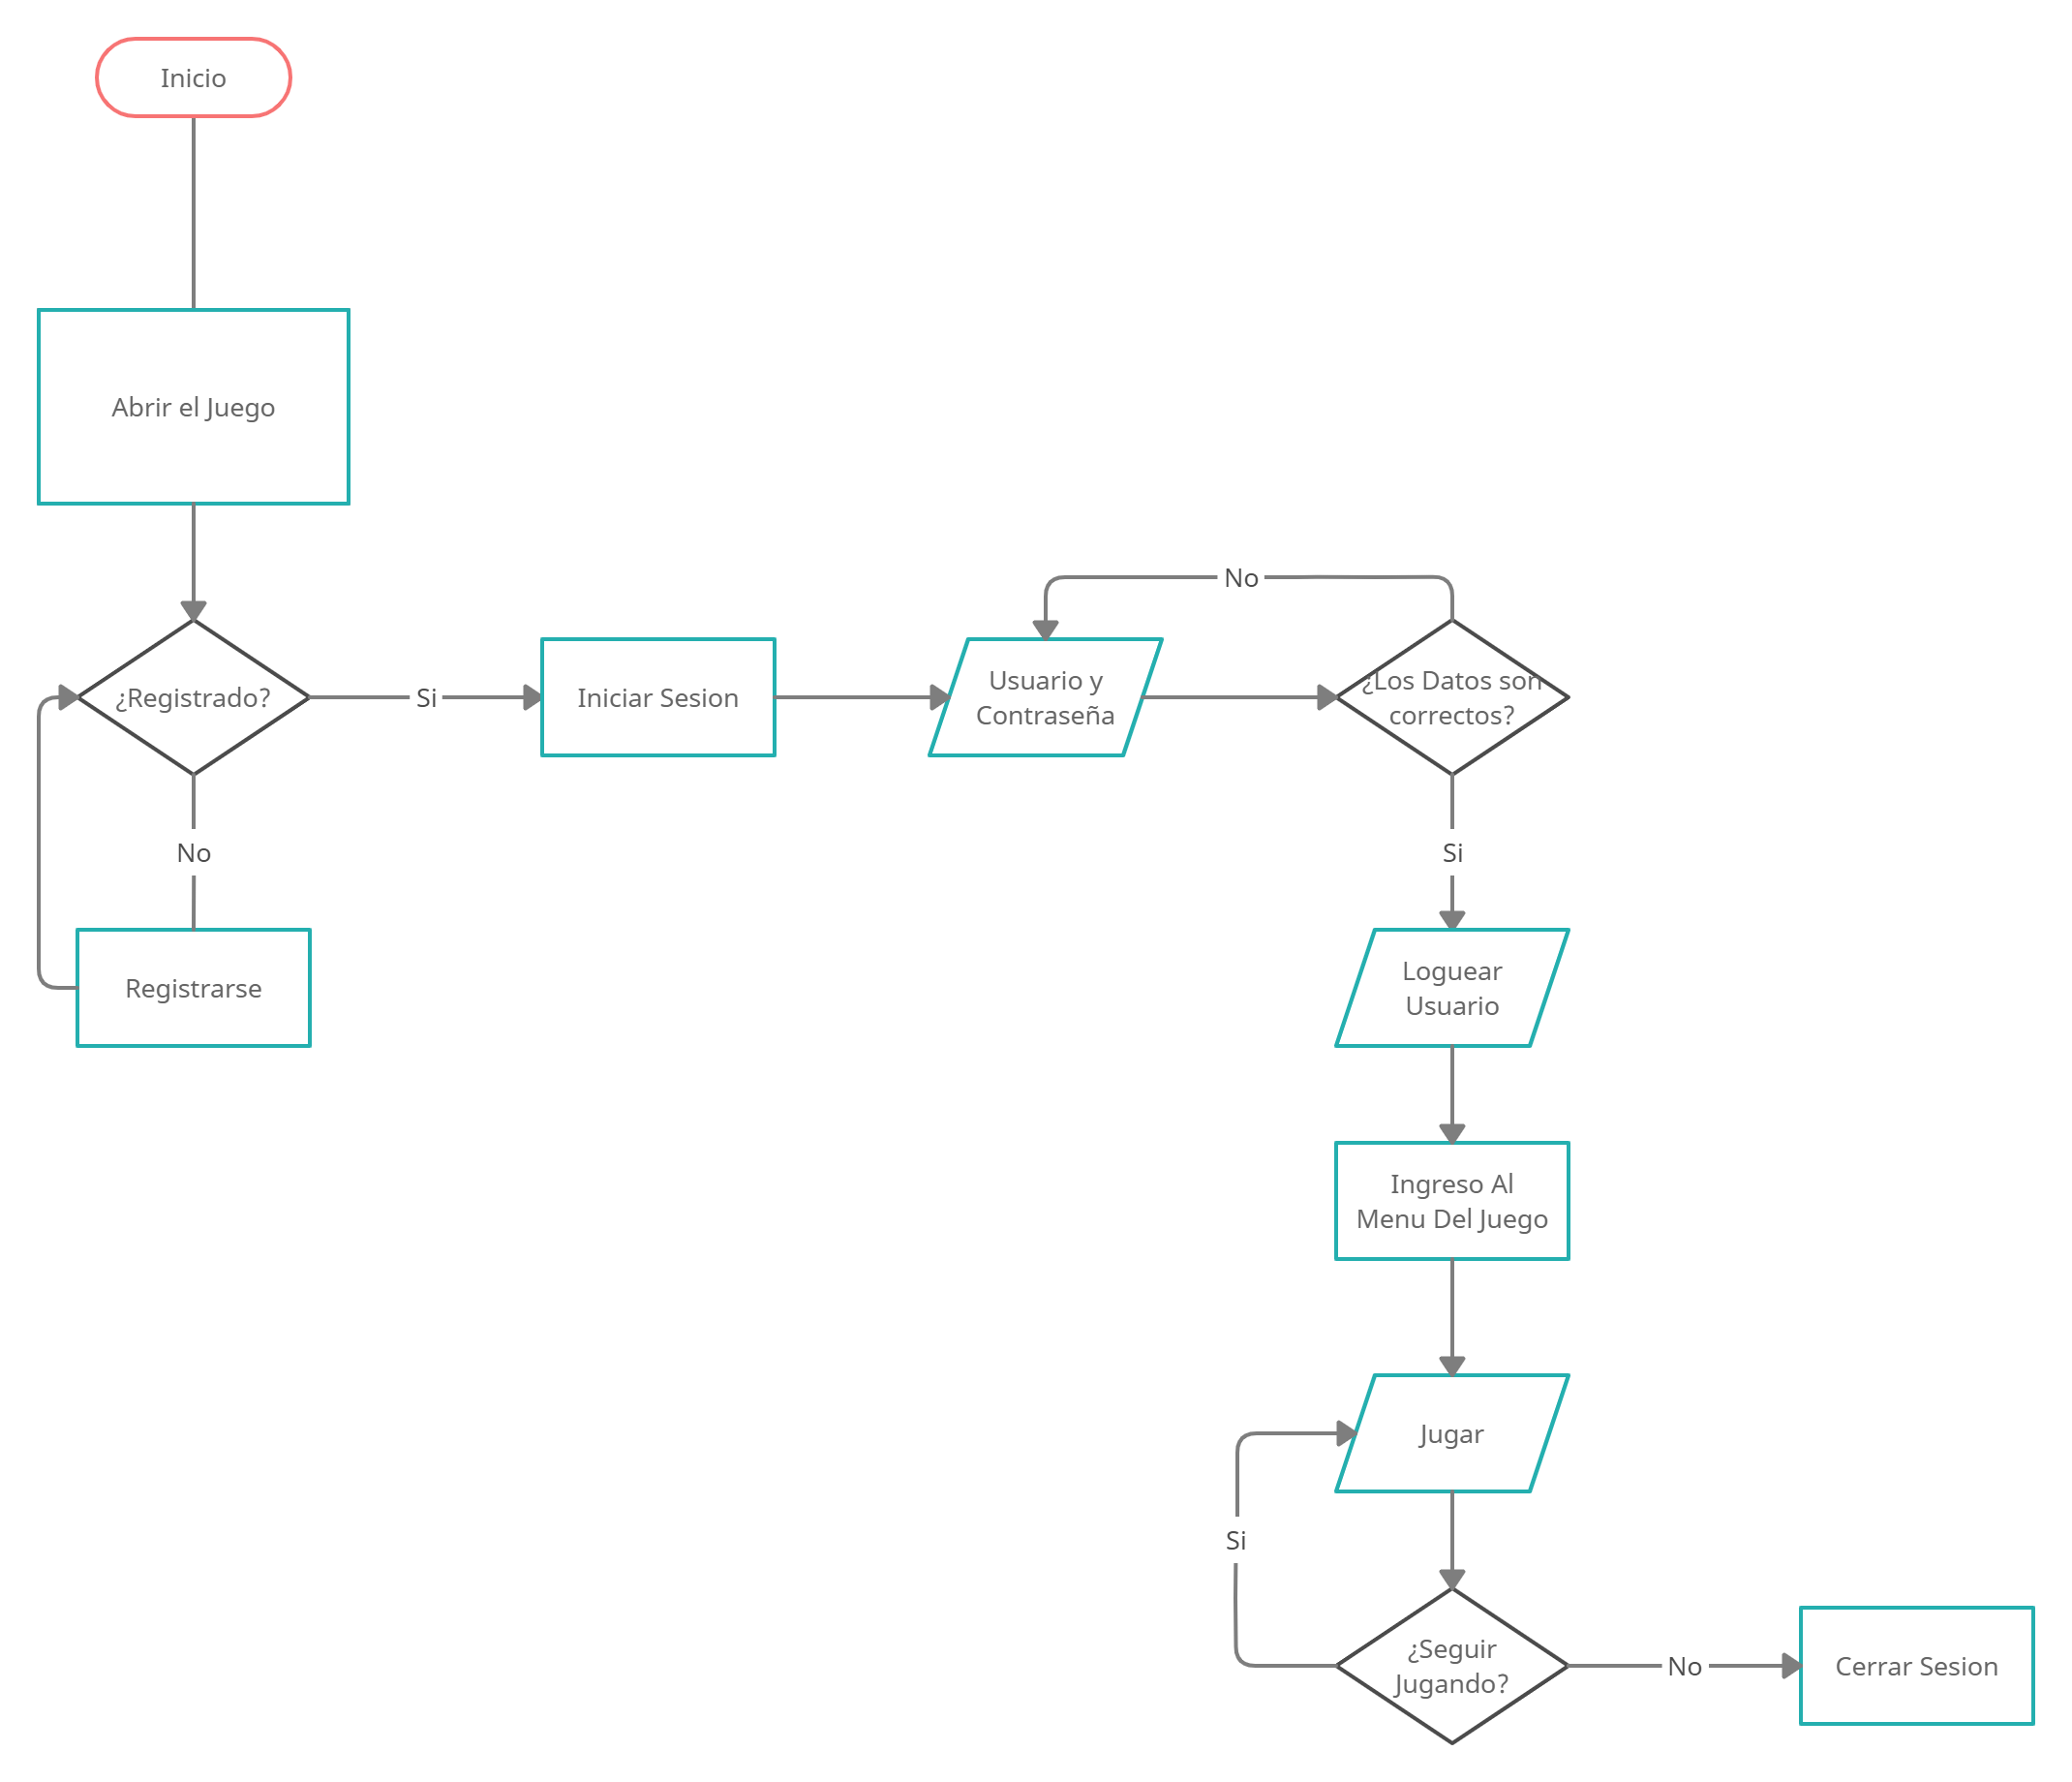 Inicio
Abrir el Juego
¿Registrado?
Si
Iniciar Sesion
Usuario y
Contraseña
No
¿Los Datos son
correctos?
No
Si
Registrarse
Loguear
Usuario
Ingreso Al
Menu Del Juego
Jugar
Si
¿Seguir
Jugando?
No
Cerrar Sesion